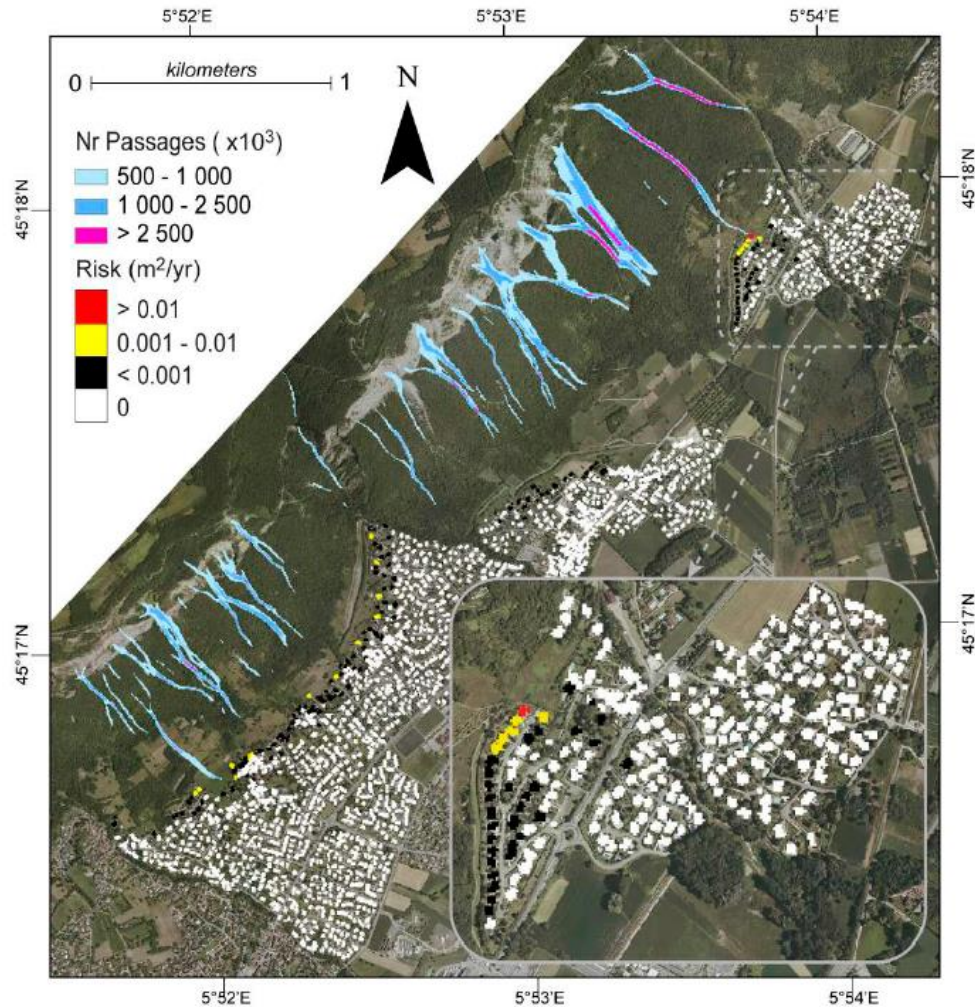 5°52'E
5°53'E
5°54'E
kilometers
0
1
N
Nr Passages ( x10³)
500 - 1 000
1 000 - 2 500
> 2 500
Risk (m²/yr)
> 0.01
0.001 - 0.01
< 0.001
0
45°18'N
45°18'N
45°17'N
45°17'N
5°52'E
5°53'E
5°54'E